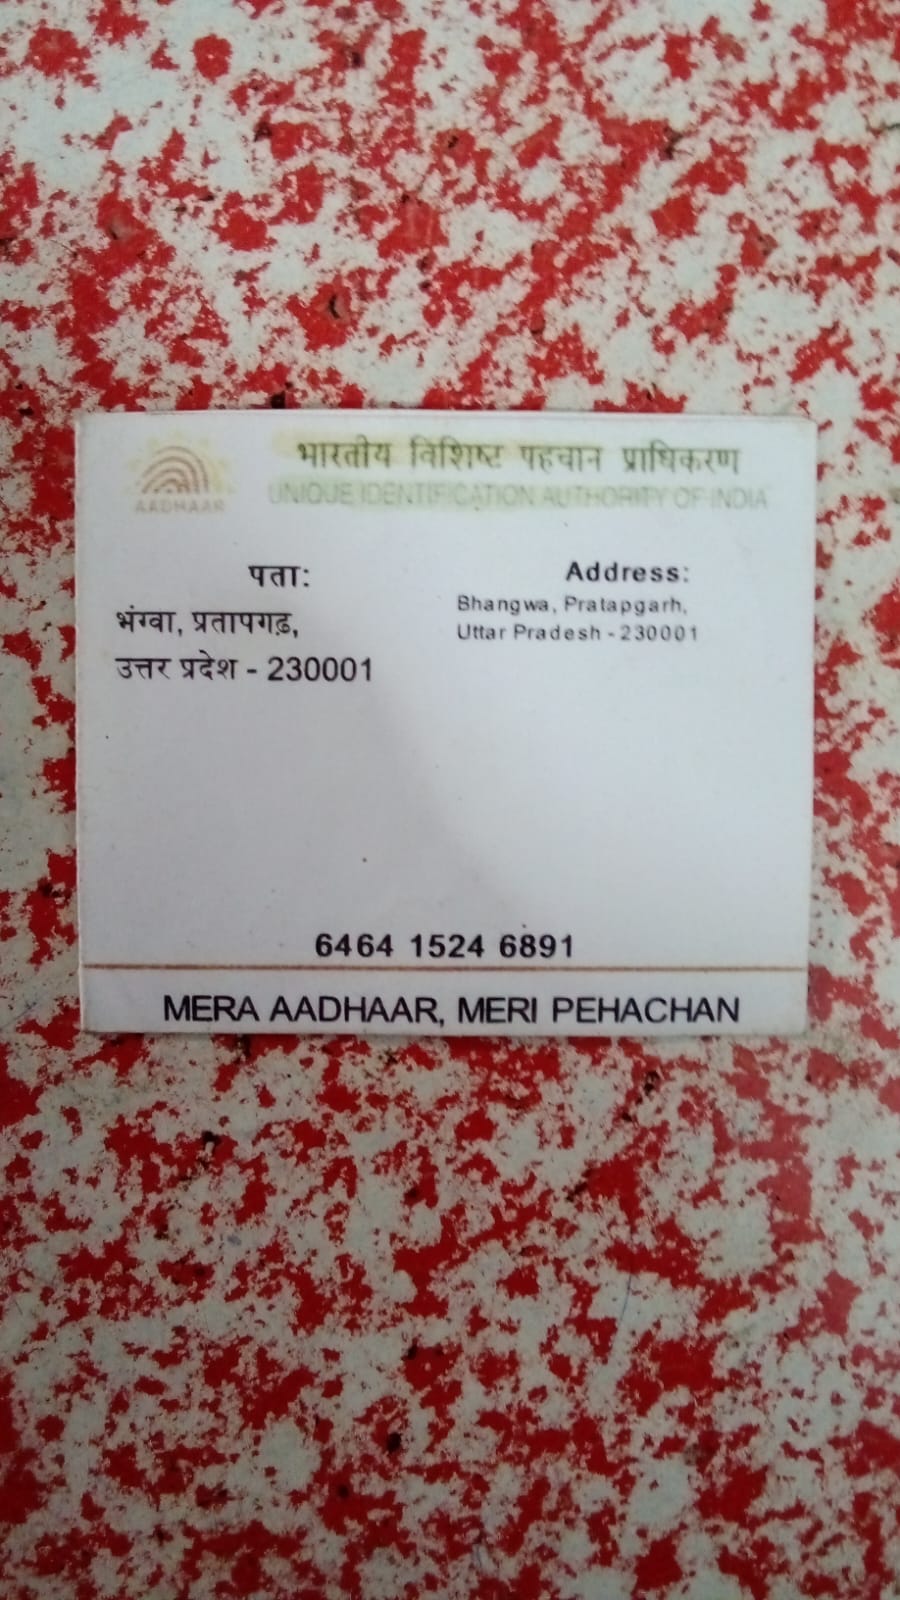 भारतीय विशिष्ट पहचान प्राधिकरण
AADHAAR
UNIQUE IDENTIFICATION AUTHORITY OF INDIA
पता:
भंग्वा, प्रतापगढ़,
उत्तर प्रदेश - 230001
Address:
Bhangwa, Pratapgarh,
Uttar Pradesh - 230001
6464 1524 6891
MERA AADHAAR, MERI PEHACHAN